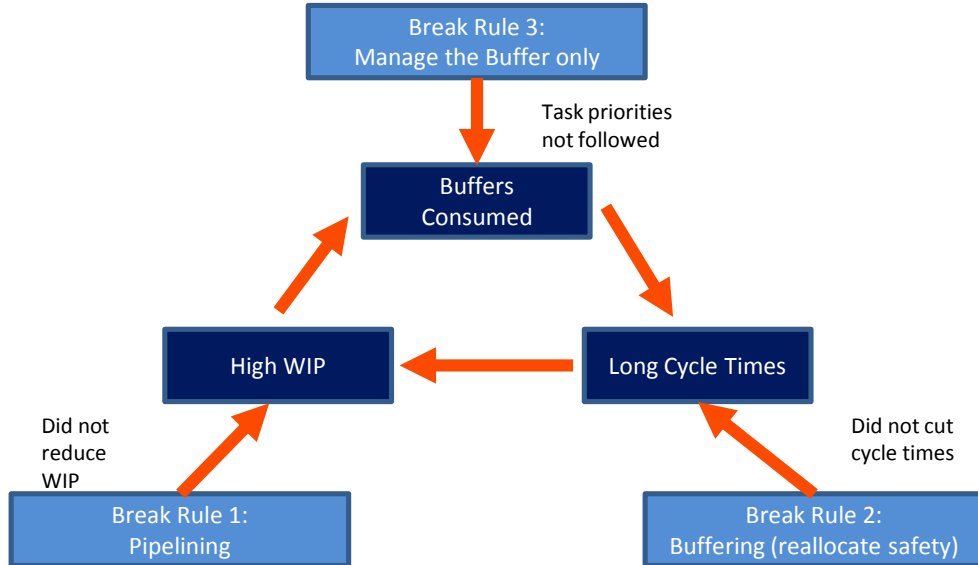 Break Rule 3:
Manage the Buffer only
Task priorities
not followed
Buffers
Consumed
High WIP
Long Cycle Times
Did not
reduce
WIP
Did not cut
cycle times
Break Rule 1:
Pipelining
Break Rule 2:
Buffering (reallocate safety)